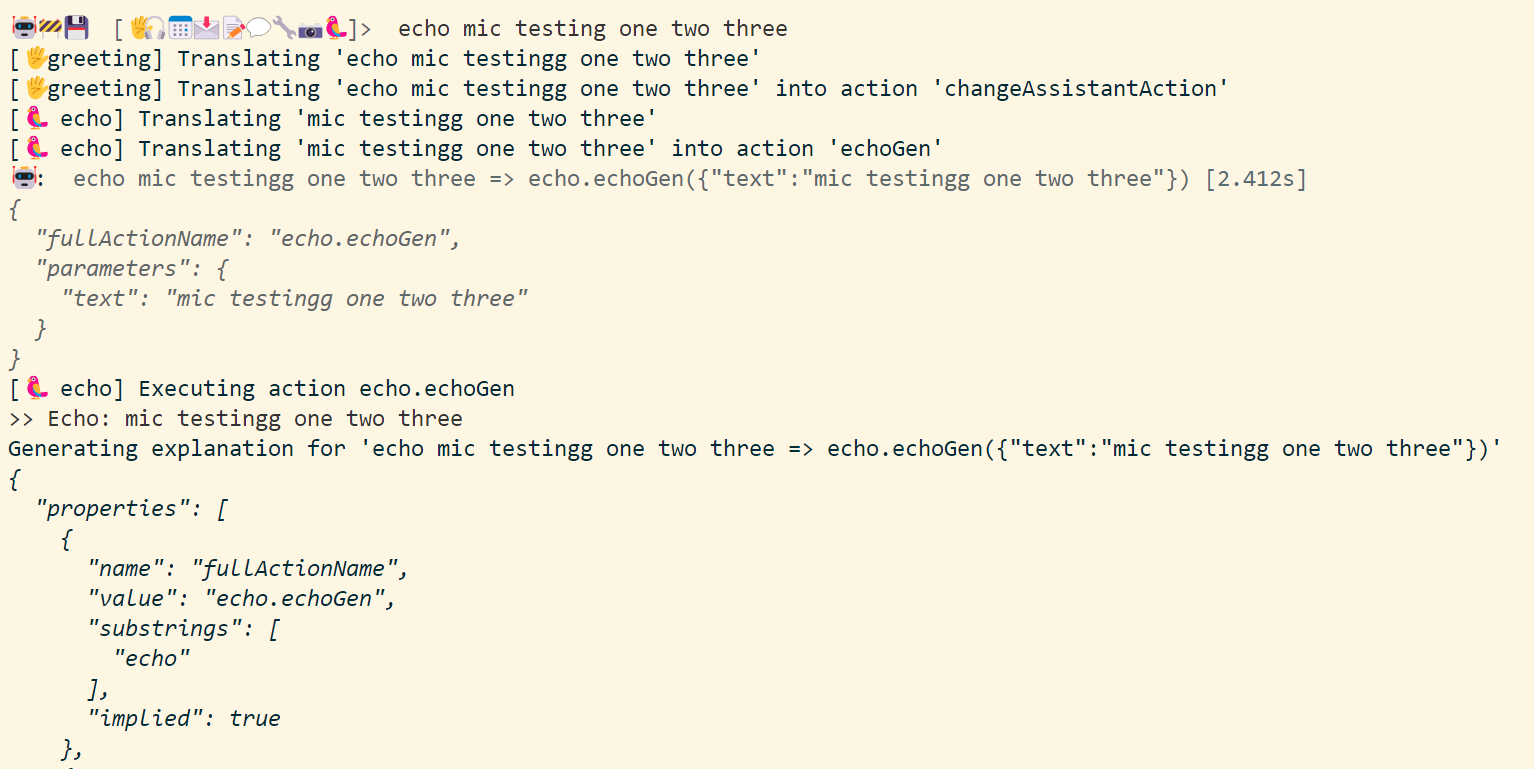 🤖🚧💾 [🖐🎧📅📩📝💬🔧📷🦜]> echo mic testing one two three
[🖐greeting] Translating 'echo mic testingg one two three'
[🖐greeting] Translating 'echo mic testingg one two three' into action 'changeAssistantAction'
[🦜 echo] Translating 'mic testingg one two three'
[🦜 echo] Translating 'mic testingg one two three' into action 'echoGen'
🤖: echo mic testingg one two three => echo.echoGen({"text":"mic testingg one two three"}) [2.412s]
{
"fullActionName": "echo.echoGen",
"parameters": {
"text": "mic testingg one two three"
}
}
[🦜 echo] Executing action echo.echoGen
>> Echo: mic testingg one two three
Generating explanation for 'echo mic testingg one two three => echo.echoGen({"text":"mic testingg one two three"})'
{
"properties": [
{
"name": "fullActionName",
"value": "echo.echoGen",
"substrings": [
"echo"
],
"implied": true
},